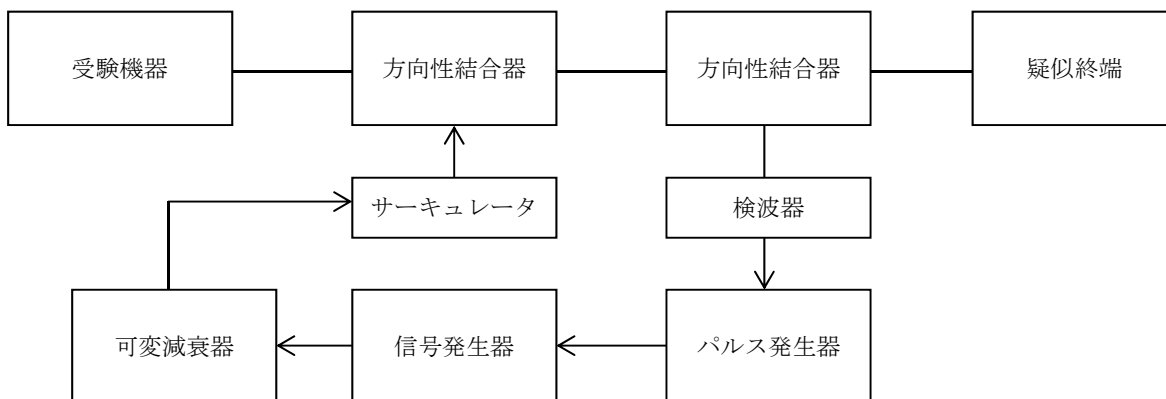 受験機器
方向性結合器
方向性結合器
疑似終端
サーキュレータ
検波器
可変減衰器
信号発生器
パルス発生器